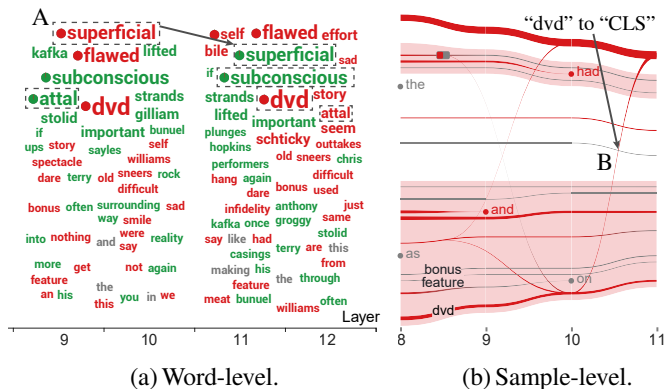 A
superficial
flawed
kafka
lifted
subconscious
attal
dvd
strands
stolid
gilliam
if
important
bunuel
ups
story
sayles
self
spectacle
williams
dare
terry
old
sneers
rock
difficult
bonus
often
surrounding
sad
way
smile
into
nothing
and
were
say
reality
more
get
not
again
feature
the
an
his
this
you
in
we
self
flawed
effort
bile
superficial
sad
if
subconscious
strands
dvd
story
lifted
attal
plunges
important
seem
hopkins
schticky
outtakes
performers
old
sneers
chris
hang
again
bonus
difficult
dare
used
infidelity
anthony
just
kafka
once
groggy
same
say
like
had
stolid
casings
terry
are
this
making
his
from
feature
the
through
meat
bunuel
williams
often
Layer
9 10 11 12
(a) Word-level.
"dvd" to "CLS"
the
had
B
and
as
bonus
feature
on
dvd
8 9 10 11
(b) Sample-level.